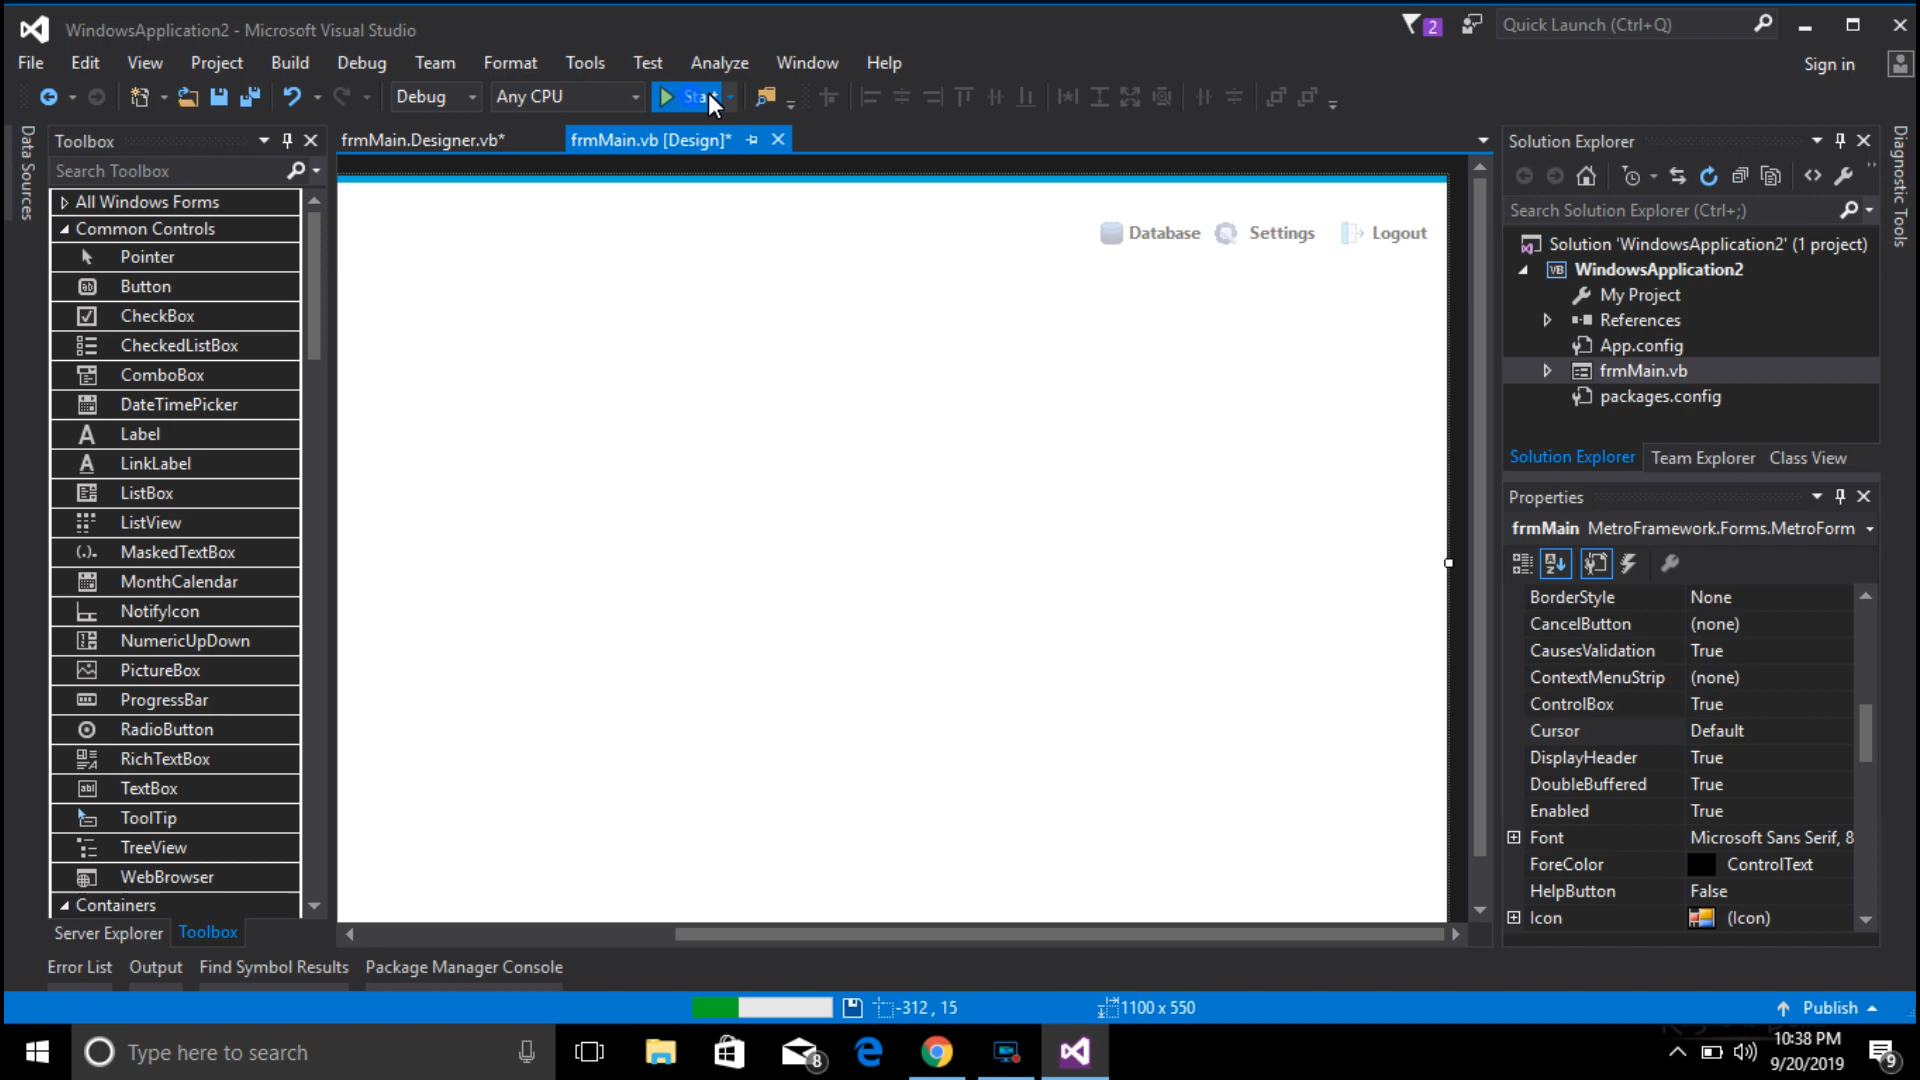 WindowsApplication2 - Microsoft Visual Studio
2
Quick Launch (Ctrl+Q)
File Edit View Project Build Debug Team Format Tools Test Analyze Window Help
Sign in
Debug Any CPU
Data Sources
Toolbox
Search Toolbox
All Windows Forms
Common Controls
Pointer
Button
CheckBox
CheckedListBox
ComboBox
DateTimePicker
Label
LinkLabel
ListBox
ListView
MaskedTextBox
MonthCalendar
NotifyIcon
NumericUpDown
PictureBox
ProgressBar
RadioButton
RichTextBox
TextBox
ToolTip
TreeView
WebBrowser
Containers
Server Explorer Toolbox
frmMain.Designer.vb* frmMain.vb [Design]*
Database Settings Logout
Solution Explorer
Search Solution Explorer (Ctrl+;)
Solution 'WindowsApplication2' (1 project)
WindowsApplication2
My Project
References
App.config
frmMain.vb
packages.config
Solution Explorer Team Explorer Class View
Properties
frmMain MetroFramework.Forms.MetroForm
BorderStyle None
CancelButton (none)
CausesValidation True
ContextMenuStrip (none)
ControlBox True
Cursor Default
DisplayHeader True
DoubleBuffered True
Enabled True
Font Microsoft Sans Serif, 8
ForeColor ControlText
HelpButton False
Icon (Icon)
Diagnostic Tools
Error List Output Find Symbol Results Package Manager Console
-312 , 15
1100 x 550
Publish
Type here to search
8
10:38 PM
9/20/2019
9